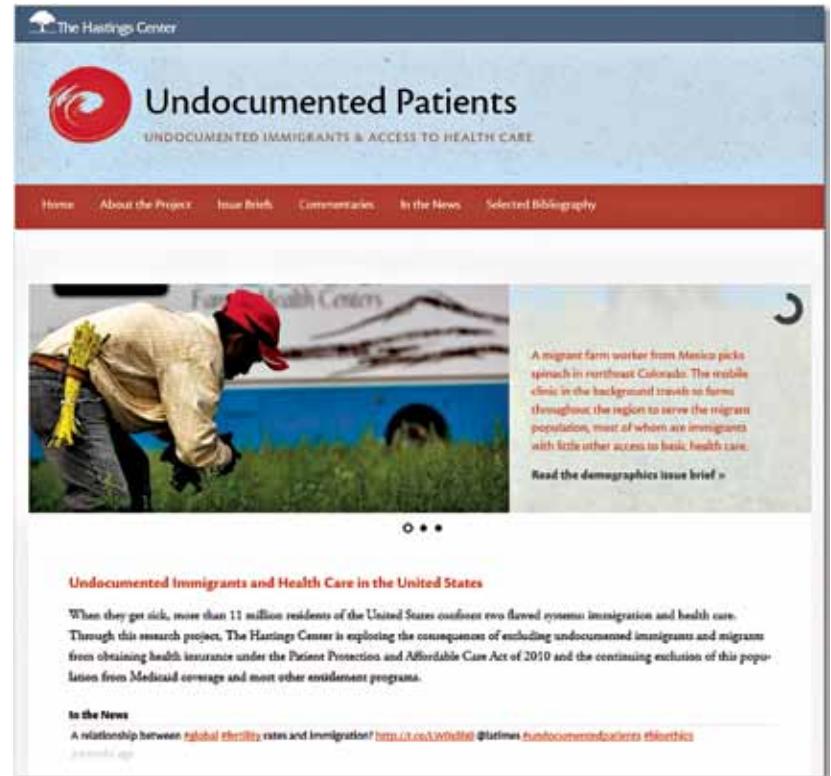 The Hastings Center
Undocumented Patients
UNDOCUMENTED IMMIGRANTS & ACCESS TO HEALTH CARE
Home About the Project Issue Briefs Commentaries In the News Selected Bibliography
Family Health Centers
A migrant farm worker from Mexico picks
spinach in northeast Colorado. The mobile
clinic in the background travels to farms
throughout the region to serve the migrant
population, most of whom are immigrants
with little other access to basic health care.
Read the demographics issue brief »
Undocumented Immigrants and Health Care in the United States
When they get sick, more than 11 million residents of the United States confront two flawed systems: immigration and health care.
Through this research project, The Hastings Center is exploring the consequences of excluding undocumented immigrants and migrants
from obtaining health insurance under the Patient Protection and Affordable Care Act of 2010 and the continuing exclusion of this popu-
lation from Medicaid coverage and most other entitlement programs.
In the News
A relationship between #global #fertility rates and immigration? @latimes #undocumentedpatients #bioethics